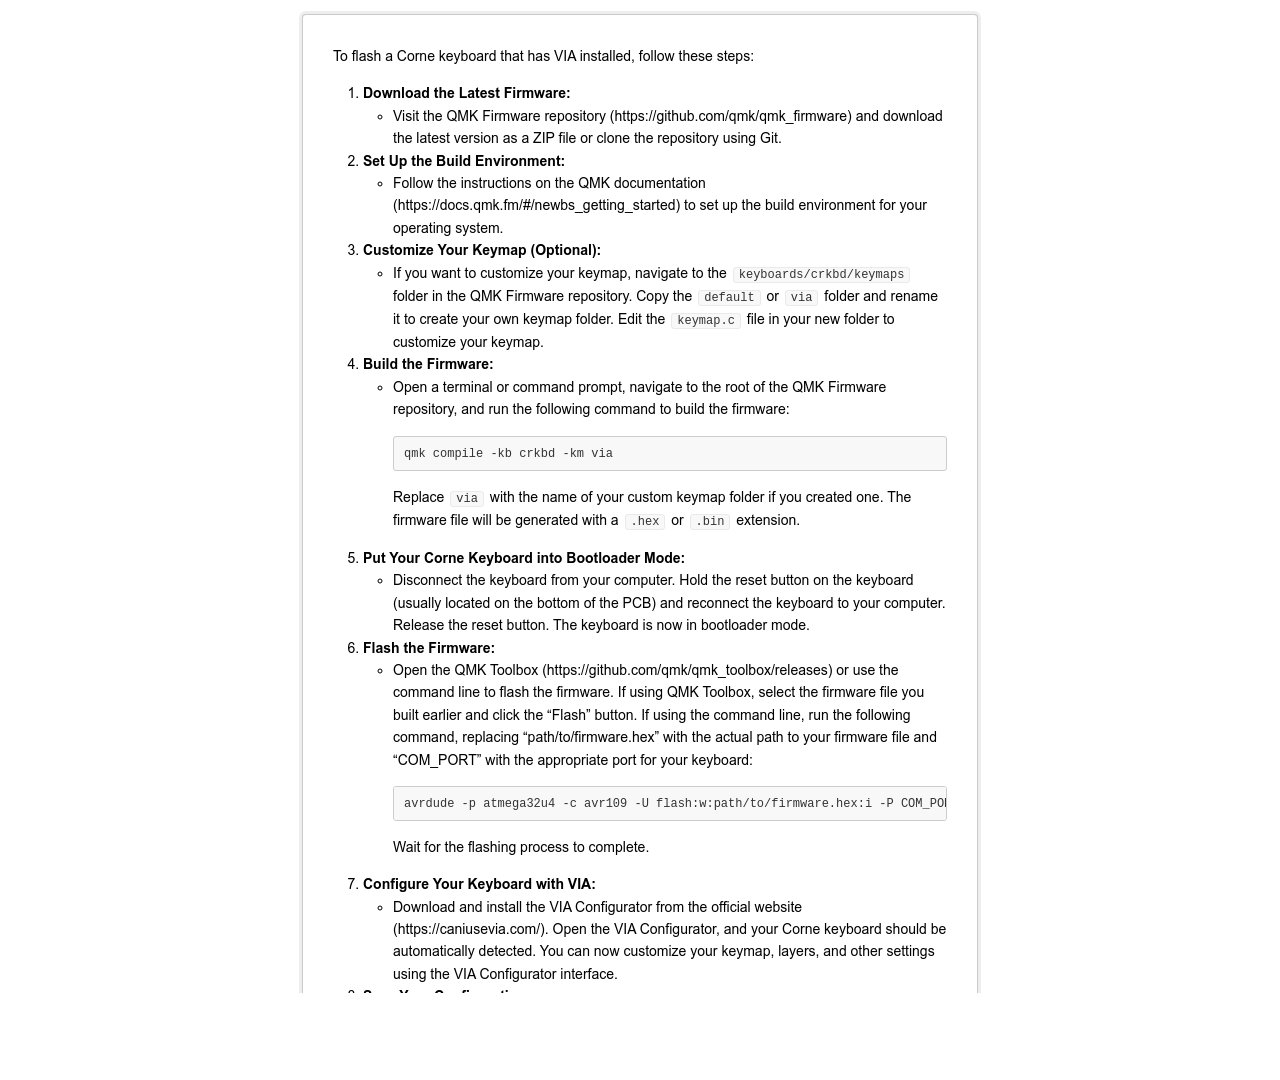 To flash a Corne keyboard that has VIA installed, follow these steps:
1. Download the Latest Firmware:
◦ Visit the QMK Firmware repository (https://github.com/qmk/qmk_firmware) and download
the latest version as a ZIP file or clone the repository using Git.
2. Set Up the Build Environment:
◦ Follow the instructions on the QMK documentation
(https://docs.qmk.fm/#/newbs_getting_started) to set up the build environment for your
operating system.
3. Customize Your Keymap (Optional):
◦ If you want to customize your keymap, navigate to the keyboards/crkbd/keymaps
folder in the QMK Firmware repository. Copy the default or via folder and rename
it to create your own keymap folder. Edit the keymap.c file in your new folder to
customize your keymap.
4. Build the Firmware:
◦ Open a terminal or command prompt, navigate to the root of the QMK Firmware
repository, and run the following command to build the firmware:
qmk compile -kb crkbd -km via
Replace via with the name of your custom keymap folder if you created one. The
firmware file will be generated with a .hex or .bin extension.
5. Put Your Corne Keyboard into Bootloader Mode:
◦ Disconnect the keyboard from your computer. Hold the reset button on the keyboard
(usually located on the bottom of the PCB) and reconnect the keyboard to your computer.
Release the reset button. The keyboard is now in bootloader mode.
6. Flash the Firmware:
◦ Open the QMK Toolbox (https://github.com/qmk/qmk_toolbox/releases) or use the
command line to flash the firmware. If using QMK Toolbox, select the firmware file you
built earlier and click the “Flash” button. If using the command line, run the following
command, replacing “path/to/firmware.hex” with the actual path to your firmware file and
“COM_PORT” with the appropriate port for your keyboard:
avrdude -p atmega32u4 -c avr109 -U flash:w:path/to/firmware.hex:i -P COM_POR
Wait for the flashing process to complete.
7. Configure Your Keyboard with VIA:
◦ Download and install the VIA Configurator from the official website
(https://caniusevia.com/). Open the VIA Configurator, and your Corne keyboard should be
automatically detected. You can now customize your keymap, layers, and other settings
using the VIA Configurator interface.